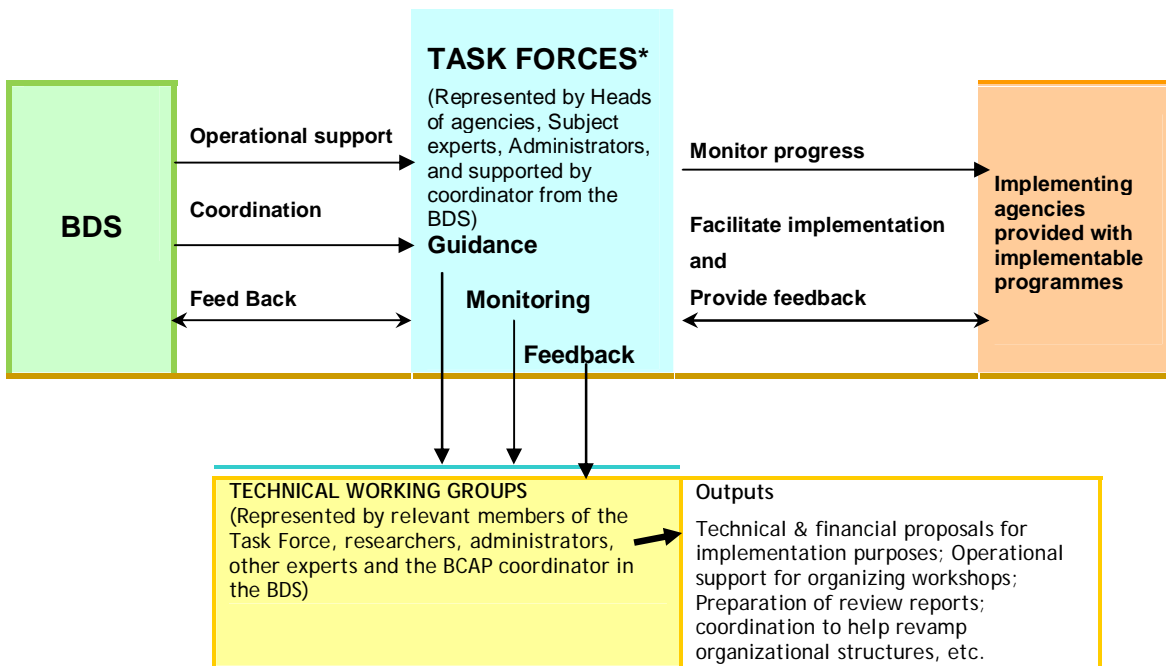 BDS
Operational support
Coordination
Feed Back
TASK FORCES*
(Represented by Heads
of agencies, Subject
experts, Administrators,
and supported by
coordinator from the
BDS)
Guidance
Monitoring
Feedback
Monitor progress
Facilitate implementation
and
Provide feedback
Implementing
agencies
provided with
implementable
programmes
TECHNICAL WORKING GROUPS
(Represented by relevant members of the
Task Force, researchers, administrators,
other experts and the BCAP coordinator in
the BDS)
Outputs
Technical & financial proposals for
implementation purposes; Operational
support for organizing workshops;
Preparation of review reports;
coordination to help revamp
organizational structures, etc.